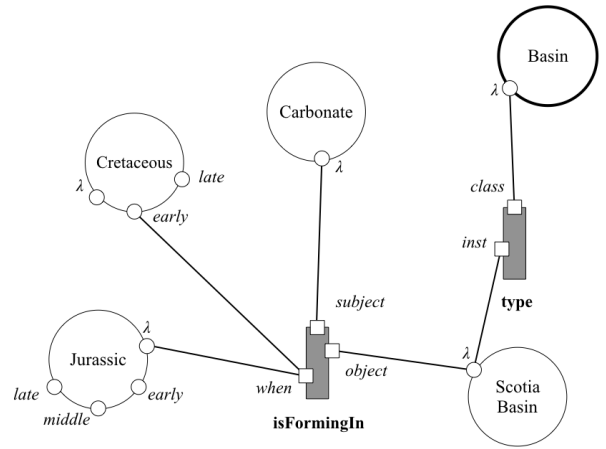 Basin
λ
Carbonate
λ
Cretaceous
λ
late
early
class
inst
type
subject
object
when
isFormingIn
λ
Jurassic
late
middle
early
λ
Scotia
Basin